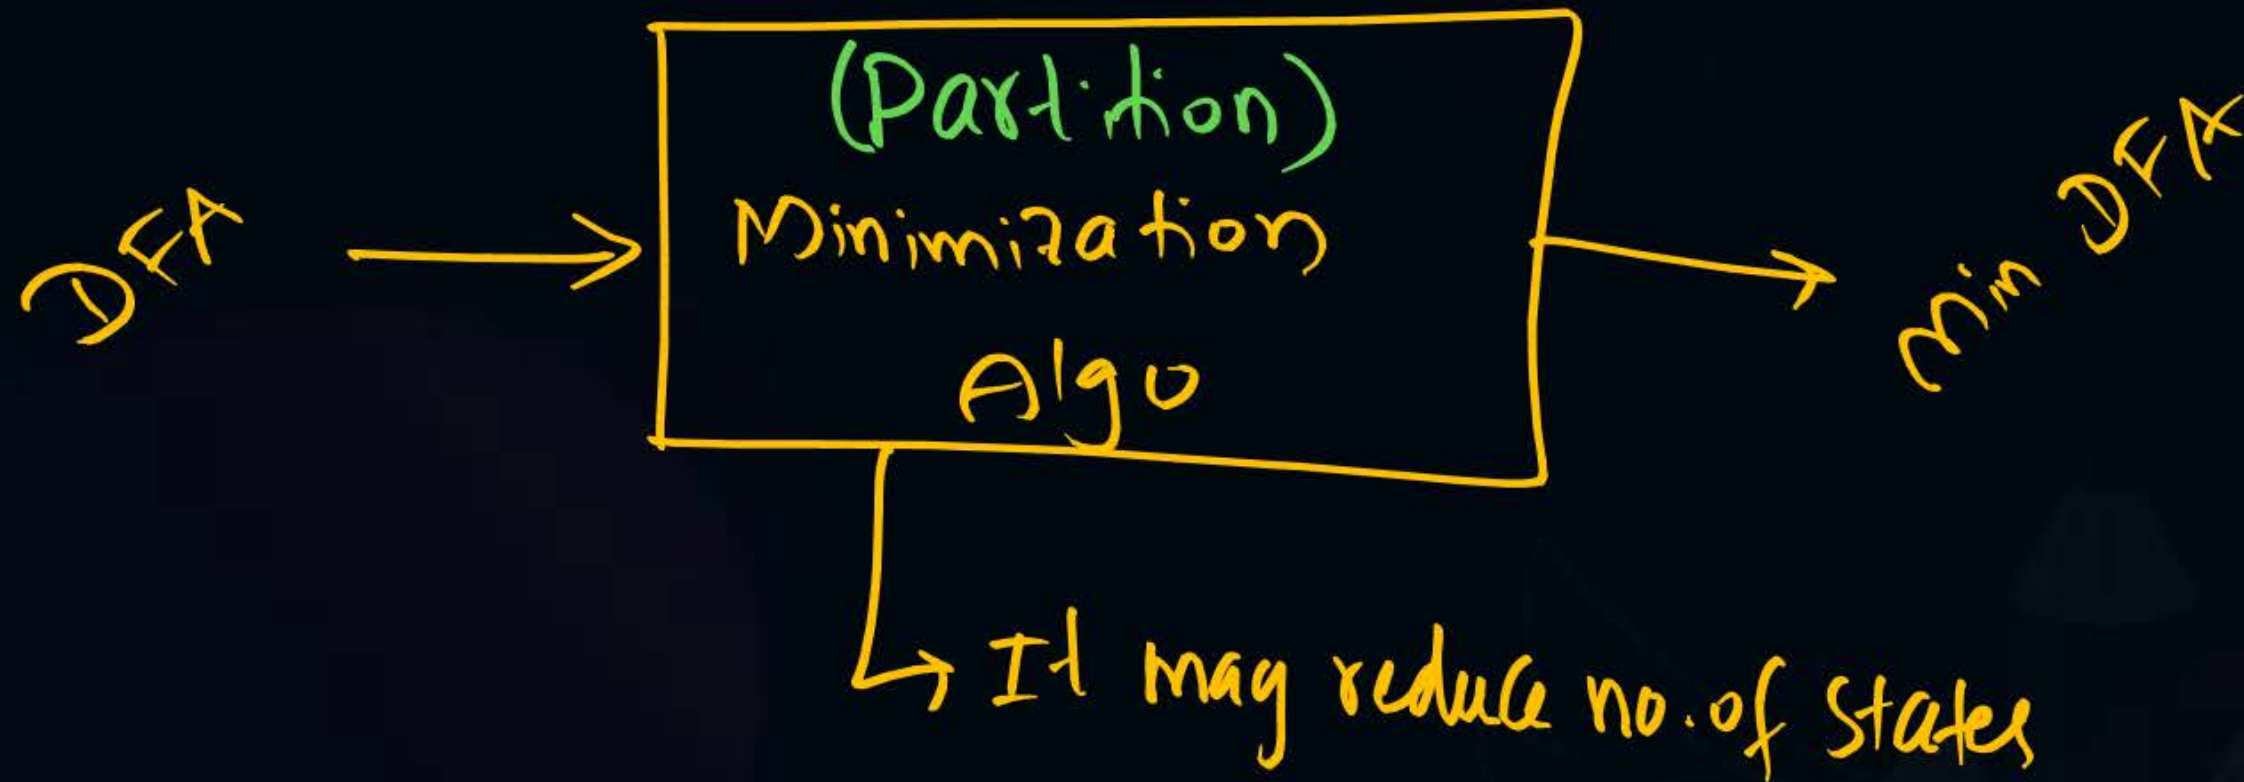 DFA
(Partition)
Minimization
Algo
Min DFA
It may reduce no. of states